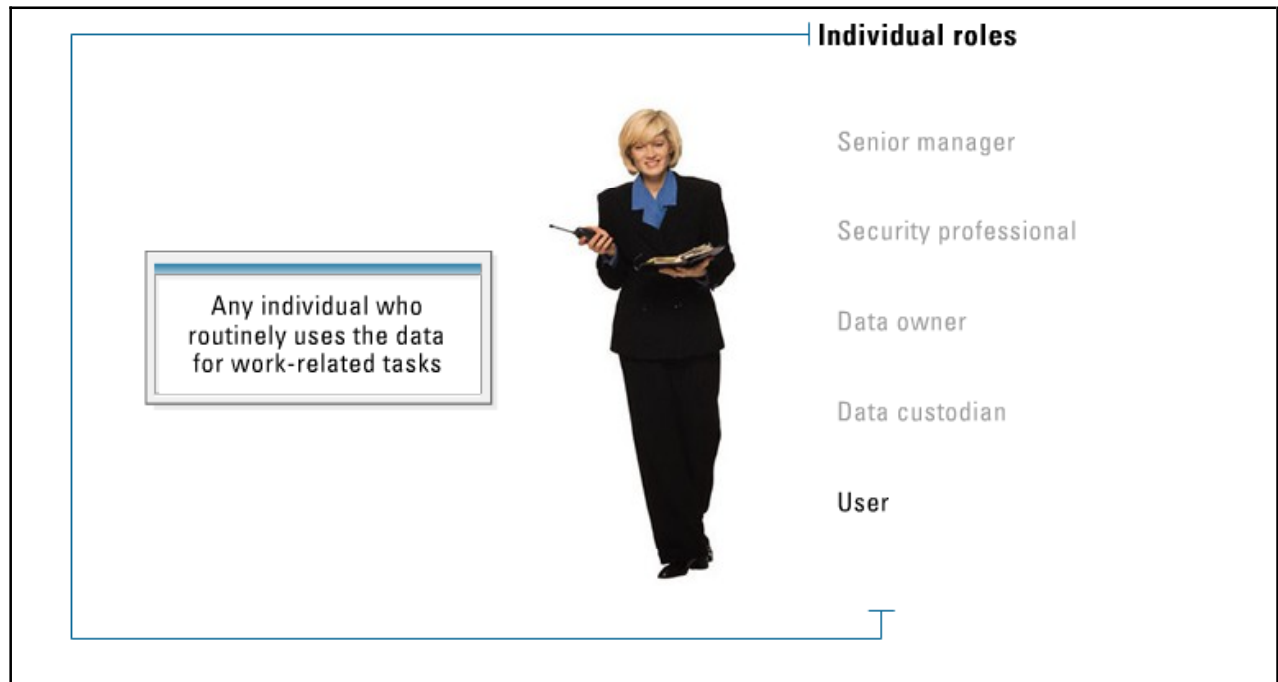 Individual roles
Senior manager
Security professional
Any individual who
routinely uses the data
for work-related tasks
Data owner
Data custodian
User